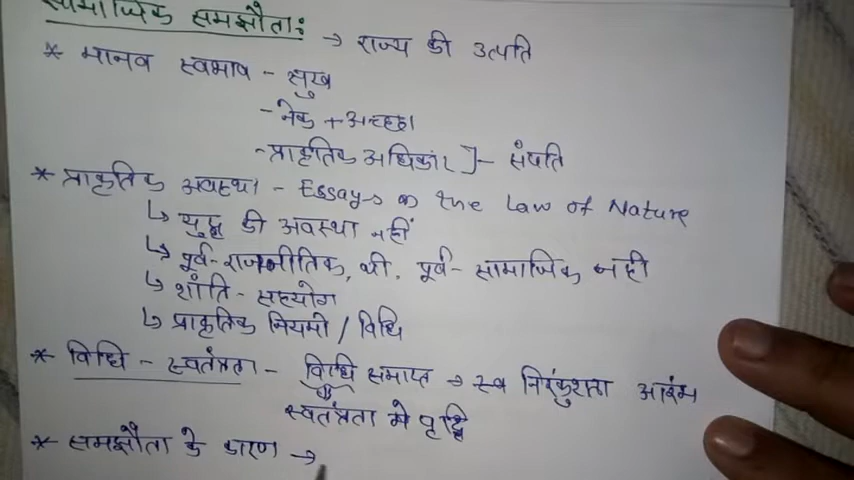 सामाजिक समझौता: → राज्य की उत्पति
* मानव स्वभाव - सुख
- नेक + अच्छा
- प्राकृतिक अधिकार ]- संपति
* प्राकृतिक अवस्था - Essays on the Law of Nature
↳ युद्ध की अवस्था नहीं
↳ पूर्व-राजनीतिक, थी, पूर्व-सामाजिक नही
↳ शांति - सहयोग
↳ प्राकृतिक नियमो / विधि
* विधि - स्वतंत्रता - विधि समाप्त → स्व निरंकुशता आरंभ
स्वतंत्रता मे वृद्धि
* समझौता के कारण →